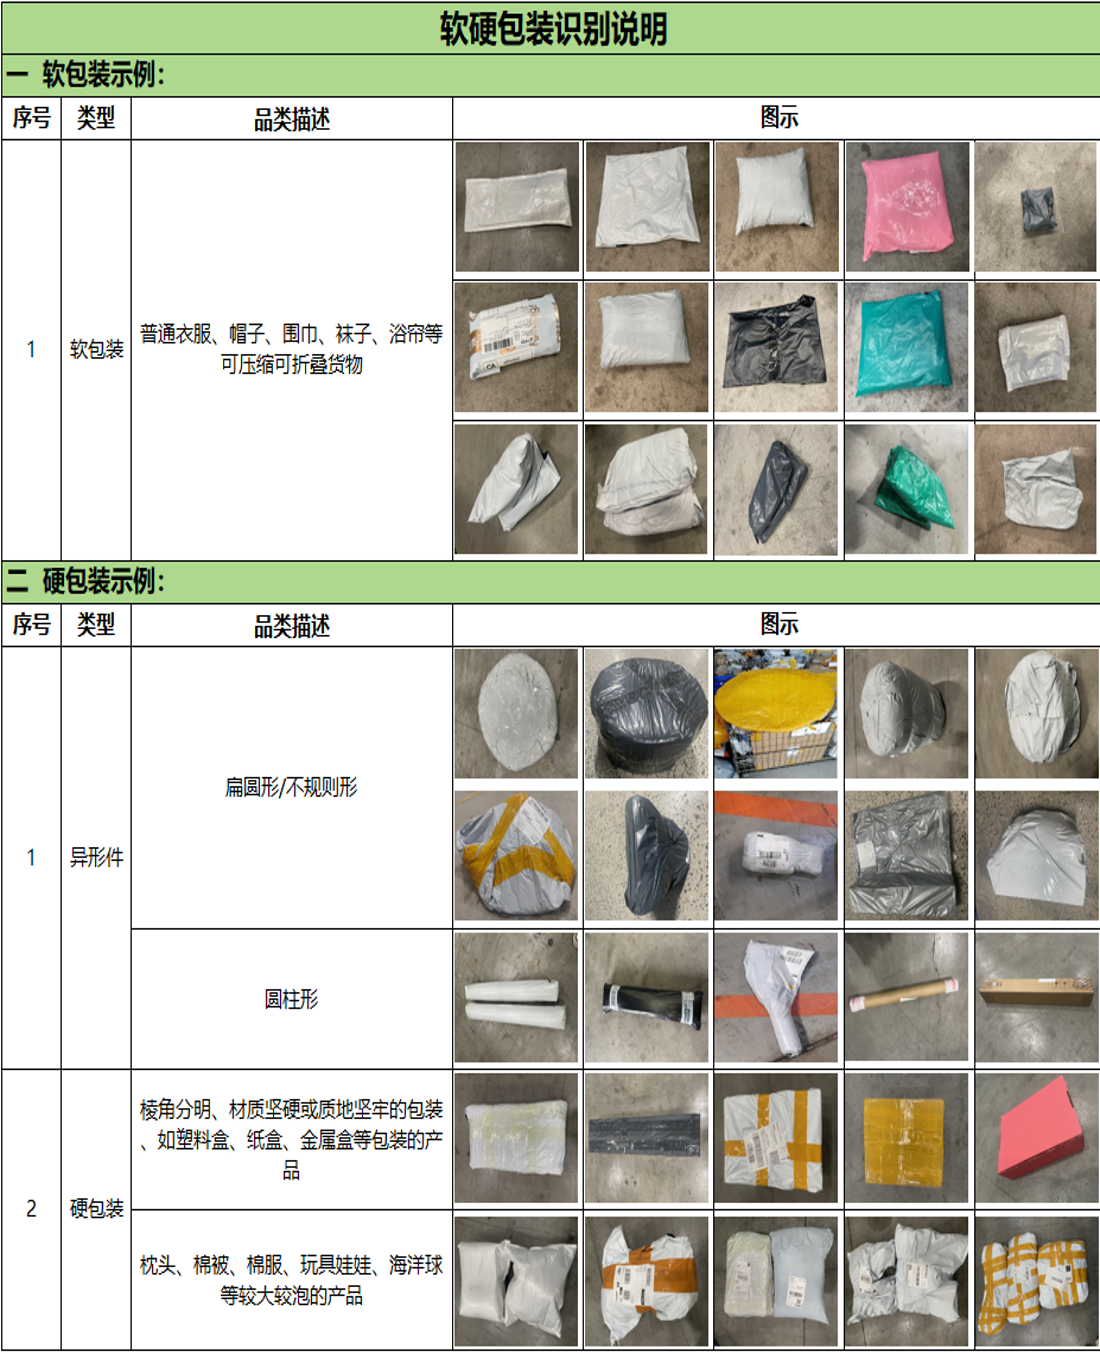 软硬包装识别说明
一 软包装示例：
序号 类型 品类描述 图示
1 软包装 普通衣服、帽子、围巾、袜子、浴帘等
可压缩可折叠货物
CA
二 硬包装示例：
序号 类型 品类描述 图示
1 异形件 扁圆形/不规则形
圆柱形
2 硬包装 棱角分明、材质坚硬或质地坚牢的包装
、如塑料盒、纸盒、金属盒等包装的产
品
枕头、棉被、棉服、玩具娃娃、海洋球
等较大较泡的产品